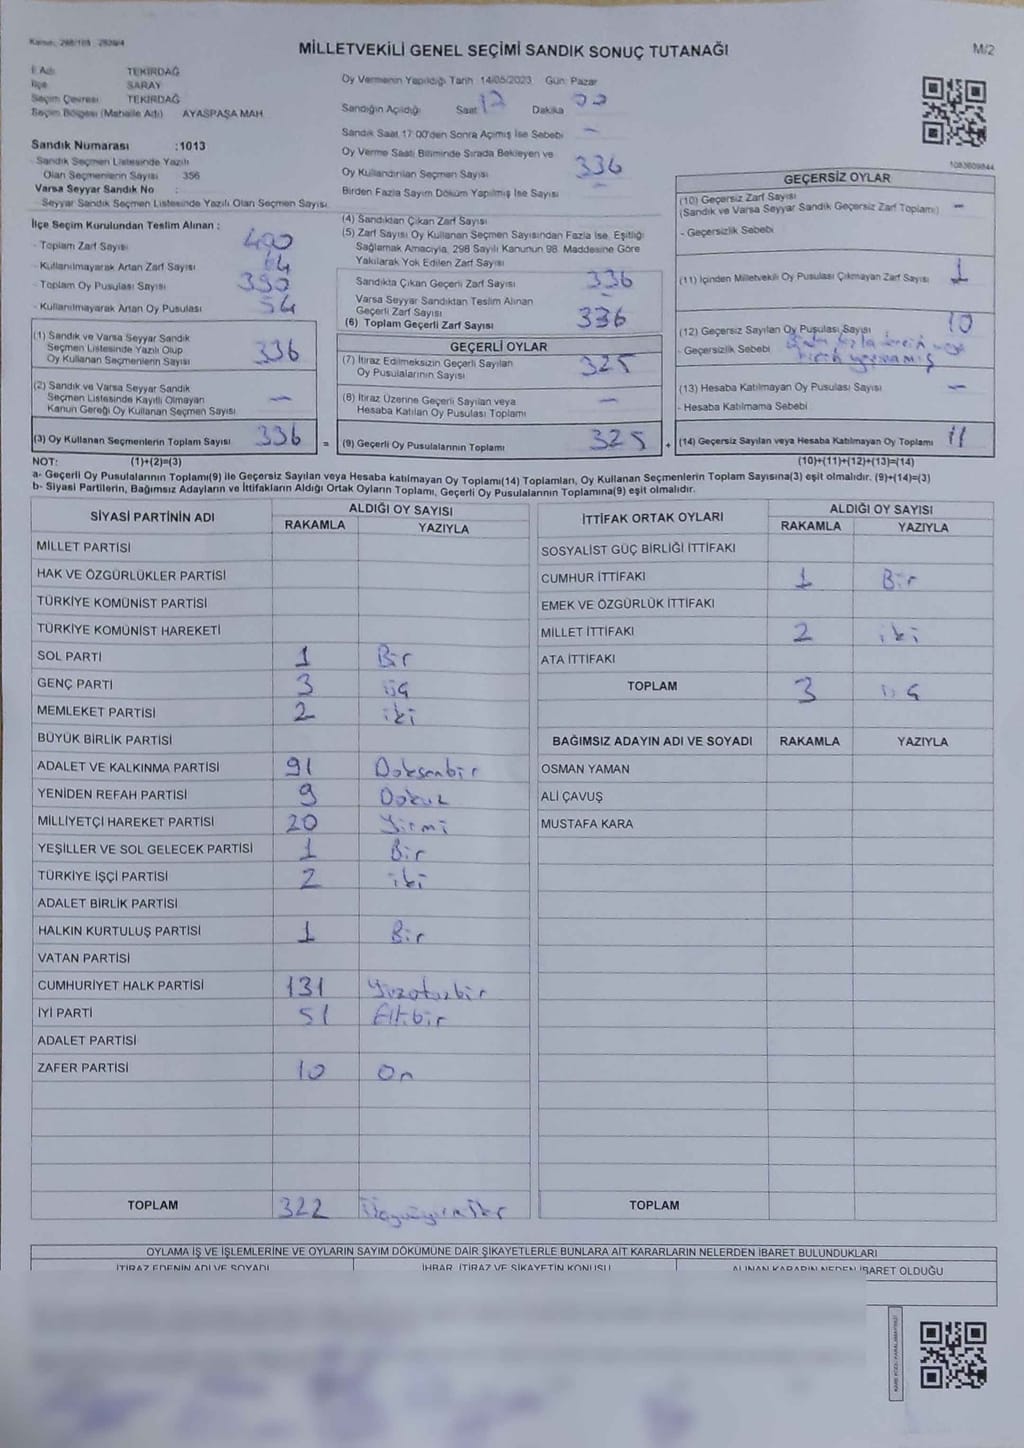 MİLLETVEKİLİ GENEL SEÇİMİ SANDIK SONUÇ TUTANAĞI
M/2
İl Adı TEKİRDAĞ
İlçe SARAY
Seçim Çevresi TEKİRDAĞ
Seçim Bölgesi (Mahalle Adı) AYASPAŞA MAH.
Oy Vermenin Yapıldığı Tarih 14/05/2023 Gün: Pazar
Sandığın Açıldığı Saat 17 Dakika 00
Sandık Saat 17:00'den Sonra Açılmış İse Sebebi –
Sandık Numarası :1013
Sandık Seçmen Listesinde Yazılı
Olan Seçmenlerin Sayısı 356
Varsa Seyyar Sandık No :
Seyyar Sandık Seçmen Listesinde Yazılı Olan Seçmen Sayısı
Oy Verme Saati Bitiminde Sırada Bekleyen ve
Oy Kullandırılan Seçmen Sayısı 336
Birden Fazla Sayım Döküm Yapılmış İse Sayısı –
İlçe Seçim Kurulundan Teslim Alınan :
- Toplam Zarf Sayısı 400
- Kullanılmayarak Artan Zarf Sayısı 64
- Toplam Oy Pusulası Sayısı 390
- Kullanılmayarak Artan Oy Pusulası 54
(1) Sandık ve Varsa Seyyar Sandık
Seçmen Listesinde Yazılı Olup
Oy Kullanan Seçmenlerin Sayısı 336
(2) Sandık ve Varsa Seyyar Sandık
Seçmen Listesinde Kayıtlı Olmayan
Kanun Gereği Oy Kullanan Seçmen Sayısı –
(3) Oy Kullanan Seçmenlerin Toplam Sayısı 336
=
(4) Sandıktan Çıkan Zarf Sayısı
(5) Zarf Sayısı Oy Kullanan Seçmen Sayısından Fazla İse, Eşitliği
Sağlamak Amacıyla, 298 Sayılı Kanunun 98. Maddesine Göre
Yakılarak Yok Edilen Zarf Sayısı
Sandıkta Çıkan Geçerli Zarf Sayısı 336
Varsa Seyyar Sandıktan Teslim Alınan
Geçerli Zarf Sayısı –
(6) Toplam Geçerli Zarf Sayısı 336
GEÇERLİ OYLAR
(7) İtiraz Edilmeksizin Geçerli Sayılan
Oy Pusulalarının Sayısı 325
(8) İtiraz Üzerine Geçerli Sayılan veya
Hesaba Katılan Oy Pusulası Toplamı –
(9) Geçerli Oy Pusulalarının Toplamı 325
+
1083609844
GEÇERSİZ OYLAR
(10) Geçersiz Zarf Sayısı –
(Sandık ve Varsa Seyyar Sandık Geçersiz Zarf Toplamı)
- Geçersizlik Sebebi
(11) İçinden Milletvekili Oy Pusulası Çıkmayan Zarf Sayısı 1
(12) Geçersiz Sayılan Oy Pusulası Sayısı 10
- Geçersizlik Sebebi
(13) Hesaba Katılmayan Oy Pusulası Sayısı –
- Hesaba Katılmama Sebebi
(14) Geçersiz Sayılan veya Hesaba Katılmayan Oy Toplamı 11
NOT: (1)+(2)=(3) (10)+(11)+(12)+(13)=(14)
a- Geçerli Oy Pusulalarının Toplamı(9) ile Geçersiz Sayılan veya Hesaba katılmayan Oy Toplamı(14) Toplamları, Oy Kullanan Seçmenlerin Toplam Sayısına(3) eşit olmalıdır. (9)+(14)=(3)
b- Siyasi Partilerin, Bağımsız Adayların ve İttifakların Aldığı Ortak Oyların Toplamı, Geçerli Oy Pusulalarının Toplamına(9) eşit olmalıdır.
SİYASİ PARTİNİN ADI ALDIĞI OY SAYISI
RAKAMLA YAZIYLA
MİLLET PARTİSİ
HAK VE ÖZGÜRLÜKLER PARTİSİ
TÜRKİYE KOMÜNİST PARTİSİ
TÜRKİYE KOMÜNİST HAREKETİ
SOL PARTİ 1 Bir
GENÇ PARTİ 3 üç
MEMLEKET PARTİSİ 2 iki
BÜYÜK BİRLİK PARTİSİ
ADALET VE KALKINMA PARTİSİ 91 Doksanbir
YENİDEN REFAH PARTİSİ 9 Dokuz
MİLLİYETÇİ HAREKET PARTİSİ 20 Yirmi
YEŞİLLER VE SOL GELECEK PARTİSİ 1 Bir
TÜRKİYE İŞÇİ PARTİSİ 2 iki
ADALET BİRLİK PARTİSİ
HALKIN KURTULUŞ PARTİSİ 1 Bir
VATAN PARTİSİ
CUMHURİYET HALK PARTİSİ 131 Yüzotuzbir
İYİ PARTİ 51 Ellibir
ADALET PARTİSİ
ZAFER PARTİSİ 10 On
TOPLAM 322
İTTİFAK ORTAK OYLARI ALDIĞI OY SAYISI
RAKAMLA YAZIYLA
SOSYALİST GÜÇ BİRLİĞİ İTTİFAKI
CUMHUR İTTİFAKI 1 Bir
EMEK VE ÖZGÜRLÜK İTTİFAKI
MİLLET İTTİFAKI 2 iki
ATA İTTİFAKI
TOPLAM 3 üç
BAĞIMSIZ ADAYIN ADI VE SOYADI RAKAMLA YAZIYLA
OSMAN YAMAN
ALİ ÇAVUŞ
MUSTAFA KARA
TOPLAM
OYLAMA İŞ VE İŞLEMLERİNE VE OYLARIN SAYIM DÖKÜMÜNE DAİR ŞİKAYETLERLE BUNLARA AİT KARARLARIN NELERDEN İBARET BULUNDUKLARI
İTİRAZ EDENİN ADI VE SOYADI İHBAR, İTİRAZ VE ŞİKAYETİN KONUSU ALINAN KARARIN NEDEN İBARET OLDUĞU